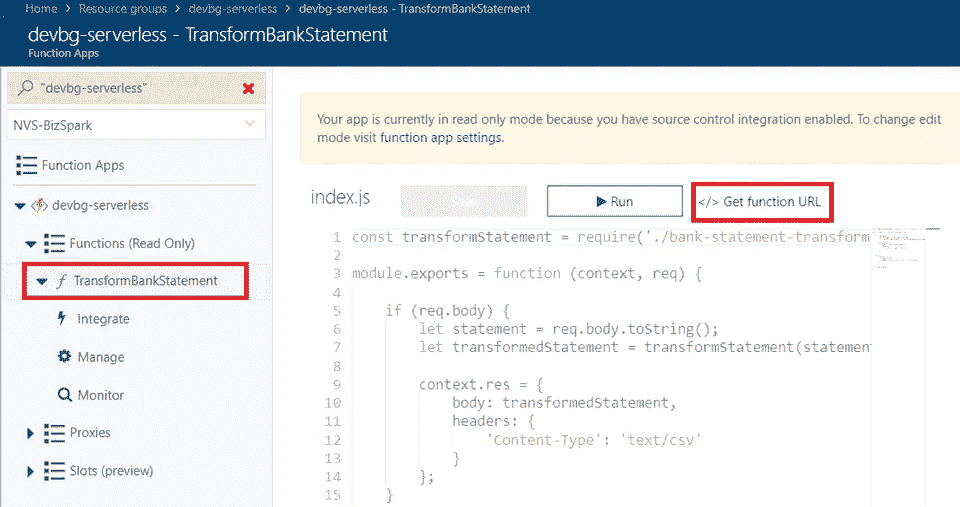 Home > Resource groups > devbg-serverless > devbg-serverless - TransformBankStatement
devbg-serverless - TransformBankStatement
Function Apps
"devbg-serverless"
NVS-BizSpark
Function Apps
devbg-serverless
Functions (Read Only)
f TransformBankStatement
Integrate
Manage
Monitor
Proxies
Slots (preview)
Your app is currently in read only mode because you have source control integration enabled. To change edit
mode visit function app settings.
index.js Save Run </> Get function URL
1 const transformStatement = require('./bank-statement-transform
2
3 module.exports = function (context, req) {
4
5 if (req.body) {
6 let statement = req.body.toString();
7 let transformedStatement = transformStatement(statement
8
9 context.res = {
10 body: transformedStatement,
11 headers: {
12 'Content-Type': 'text/csv'
13 }
14 };
15 }